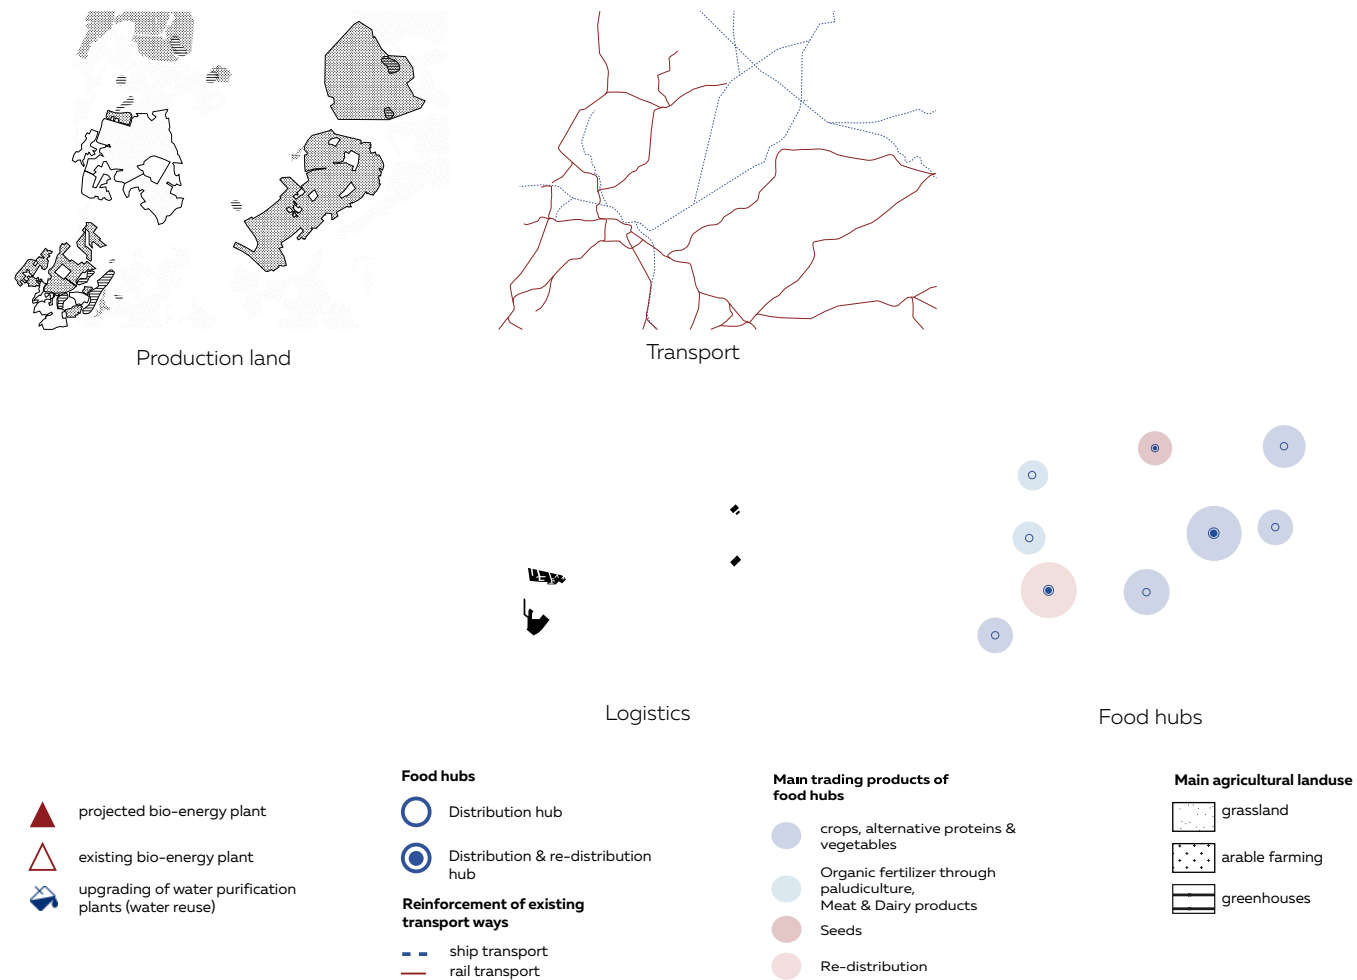 Production land
Transport
Logistics
Food hubs
projected bio-energy plant
existing bio-energy plant
upgrading of water purification
plants (water reuse)
Food hubs
Distribution hub
Distribution & re-distribution
hub
Reinforcement of existing
transport ways
ship transport
rail transport
Main trading products of
food hubs
crops, alternative proteins &
vegetables
Organic fertilizer through
paludiculture,
Meat & Dairy products
Seeds
Re-distribution
Main agricultural landuse
grassland
arable farming
greenhouses